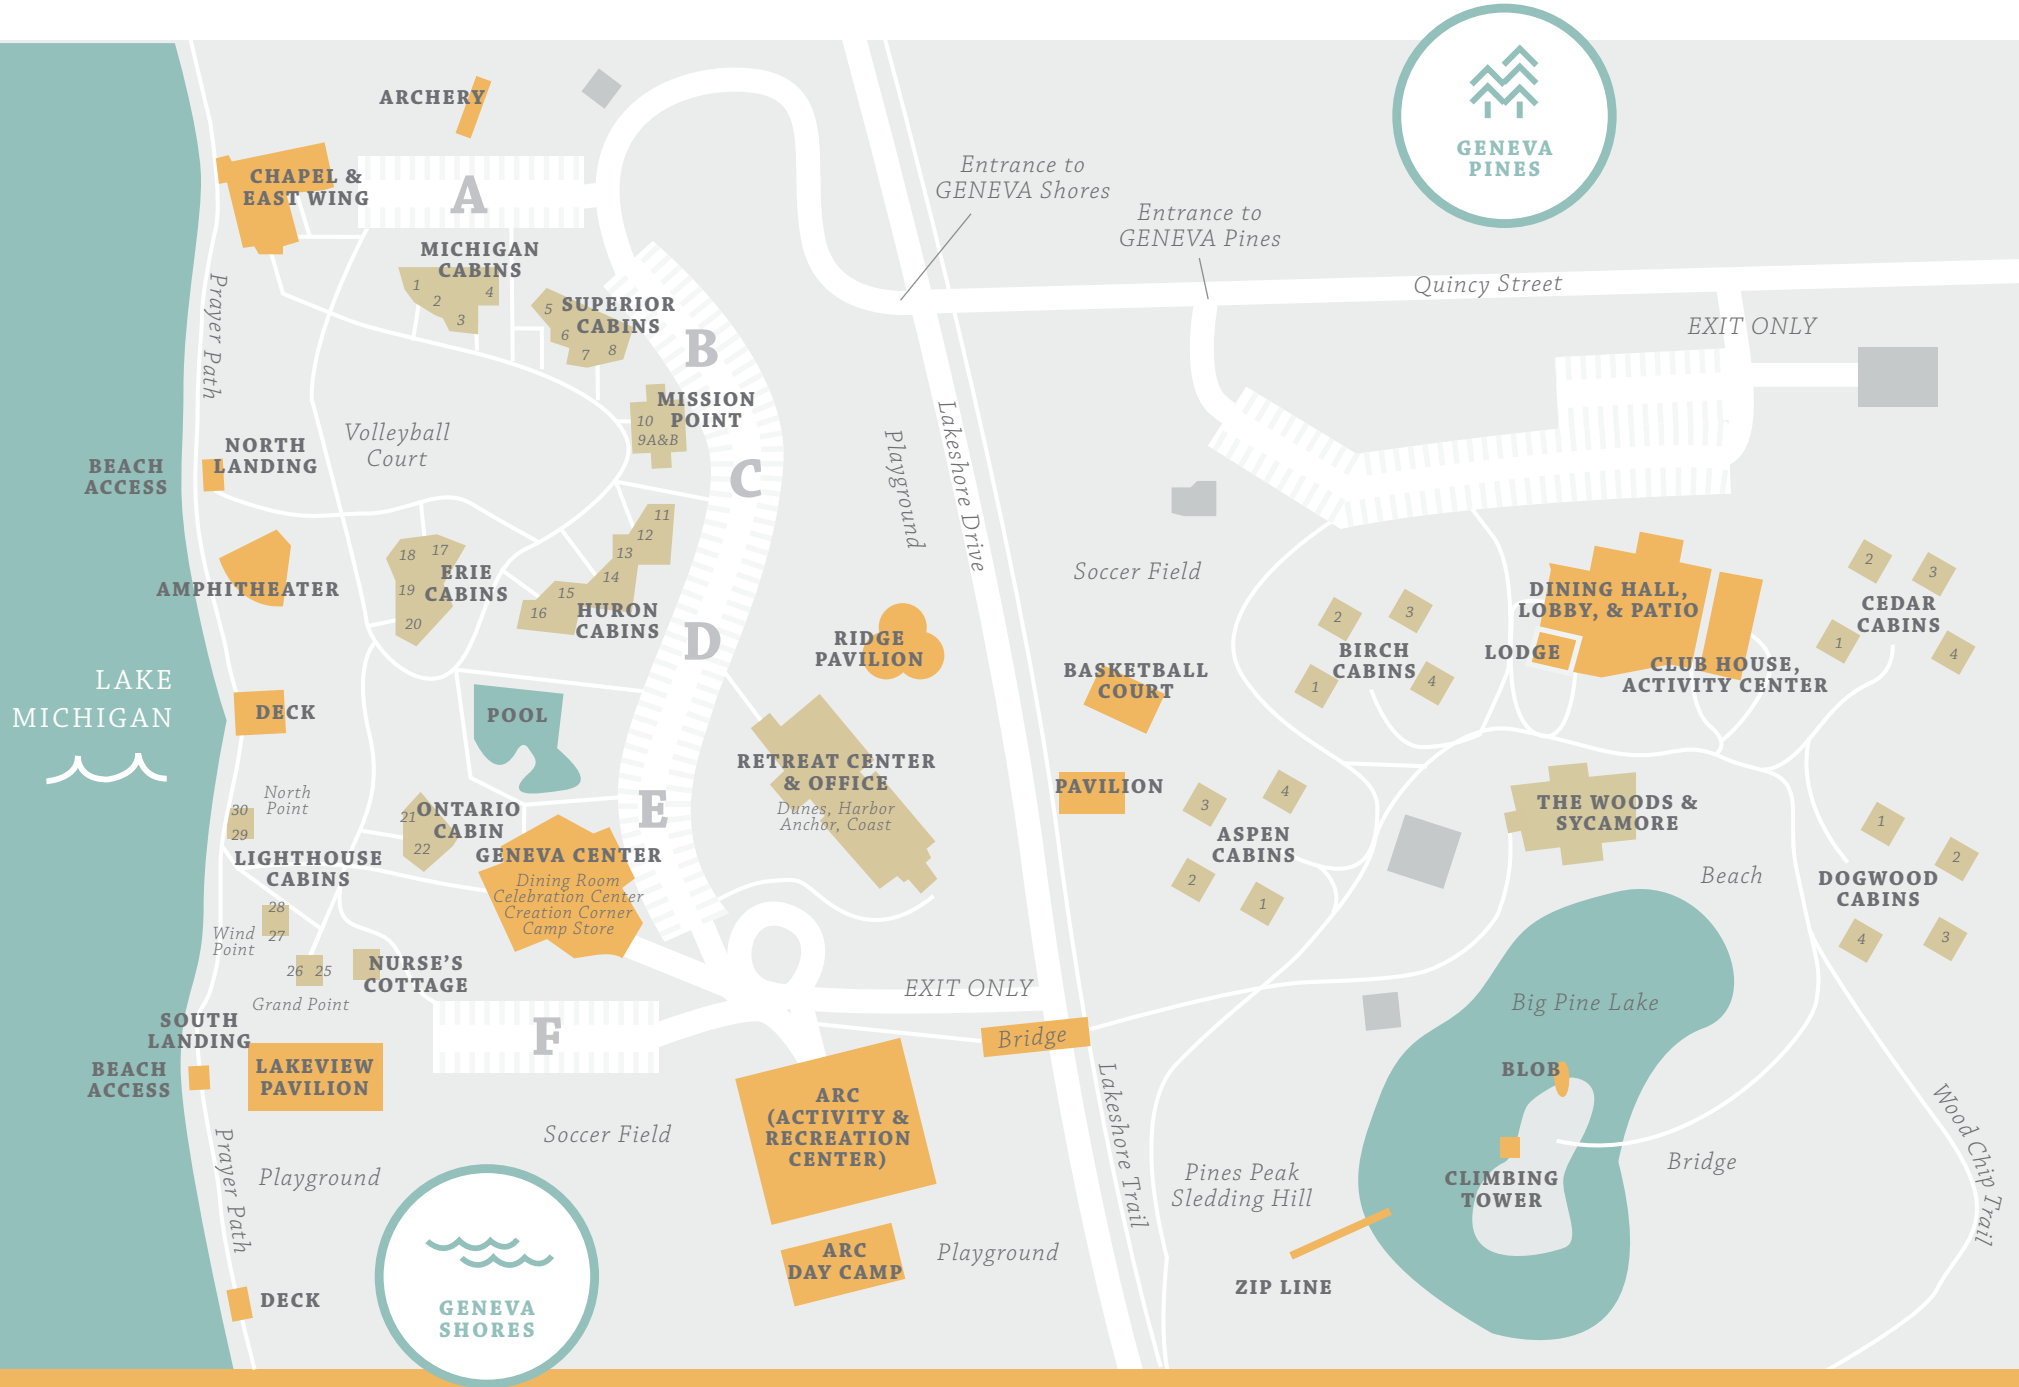 ARCHERY
CHAPEL &
EAST WING
A
MICHIGAN
CABINS
1
2
3
4
SUPERIOR
CABINS
5
6
7
8
B
MISSION
POINT
10
9A&B
C
Prayer Path
Volleyball
Court
NORTH
LANDING
BEACH
ACCESS
AMPHITHEATER
18
17
19
20
ERIE
CABINS
11
12
13
14
15
16
HURON
CABINS
D
LAKE
MICHIGAN
DECK
POOL
RIDGE
PAVILION
RETREAT CENTER
& OFFICE
Dunes, Harbor
Anchor, Coast
E
North
Point
30
29
21
22
ONTARIO
CABIN
LIGHTHOUSE
CABINS
GENEVA CENTER
Dining Room
Celebration Center
Creation Corner
Camp Store
28
27
Wind
Point
26
25
Grand Point
NURSE'S
COTTAGE
SOUTH
LANDING
BEACH
ACCESS
LAKEVIEW
PAVILION
F
Prayer Path
Playground
DECK
GENEVA
SHORES
Soccer Field
ARC
(ACTIVITY &
RECREATION
CENTER)
ARC
DAY CAMP
Playground
EXIT ONLY
Bridge
Lakeshore Trail
Playground
Lakeshore Drive
Entrance to
GENEVA Shores
Entrance to
GENEVA Pines
GENEVA
PINES
Quincy Street
EXIT ONLY
Soccer Field
BASKETBALL
COURT
PAVILION
2
3
1
4
BIRCH
CABINS
DINING HALL,
LOBBY, & PATIO
LODGE
CLUB HOUSE,
ACTIVITY CENTER
2
3
1
4
CEDAR
CABINS
3
4
2
1
ASPEN
CABINS
THE WOODS &
SYCAMORE
Beach
1
2
DOGWOOD
CABINS
4
3
Big Pine Lake
BLOB
CLIMBING
TOWER
Bridge
Wood Chip Trail
Pines Peak
Sledding Hill
ZIP LINE